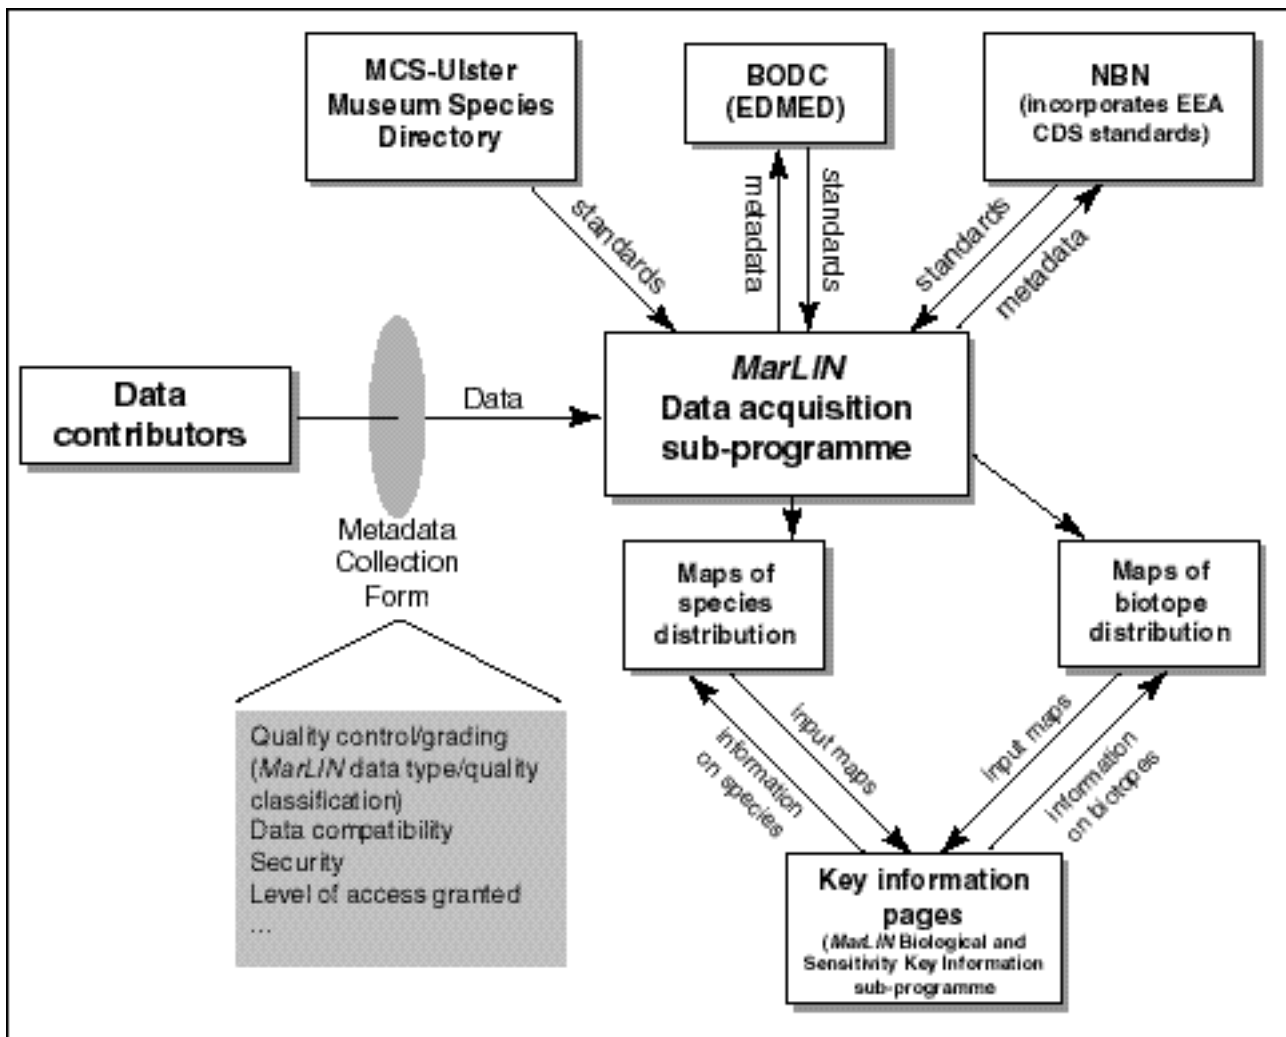 MCS-Ulster
Museum Species
Directory
BODC
(EDMED)
NBN
(incorporates EEA
CDS standards)
standards
metadata
standards
standards
metadata
Data
contributors
Data
MarLIN
Data acquisition
sub-programme
Metadata
Collection
Form
Maps of
species
distribution
Maps of
biotope
distribution
Quality control/grading
(MarLIN data type/quality
classification)
Data compatibility
Security
Level of access granted
...
information
on species
input maps
input maps
information
on biotopes
Key information
pages
(MarLIN Biological and
Sensitivity Key Information
sub-programme